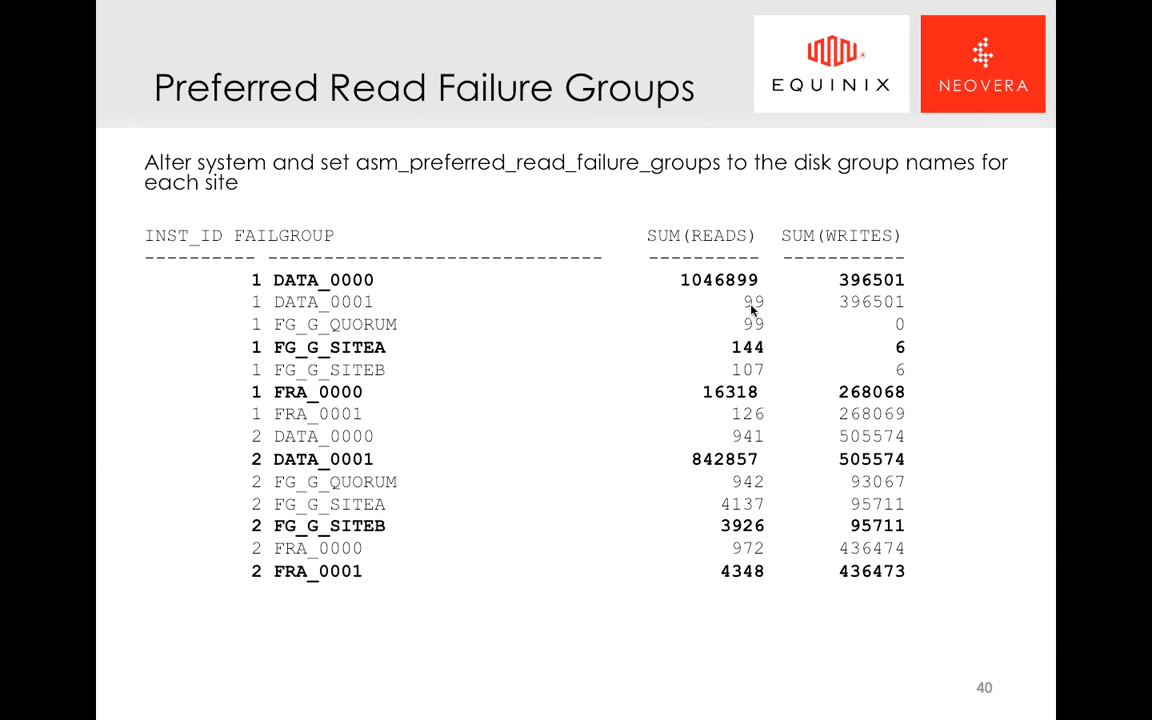 Preferred Read Failure Groups
EQUINIX
NEOVERA
Alter system and set asm_preferred_read_failure_groups to the disk group names for
each site
INST_ID FAILGROUP SUM(READS) SUM(WRITES)
---------- ------------------------------ ---------- -----------
1 DATA_0000 1046899 396501
1 DATA_0001 99 396501
1 FG_G_QUORUM 99 0
1 FG_G_SITEA 144 6
1 FG_G_SITEB 107 6
1 FRA_0000 16318 268068
1 FRA_0001 126 268069
2 DATA_0000 941 505574
2 DATA_0001 842857 505574
2 FG_G_QUORUM 942 93067
2 FG_G_SITEA 4137 95711
2 FG_G_SITEB 3926 95711
2 FRA_0000 972 436474
2 FRA_0001 4348 436473
40